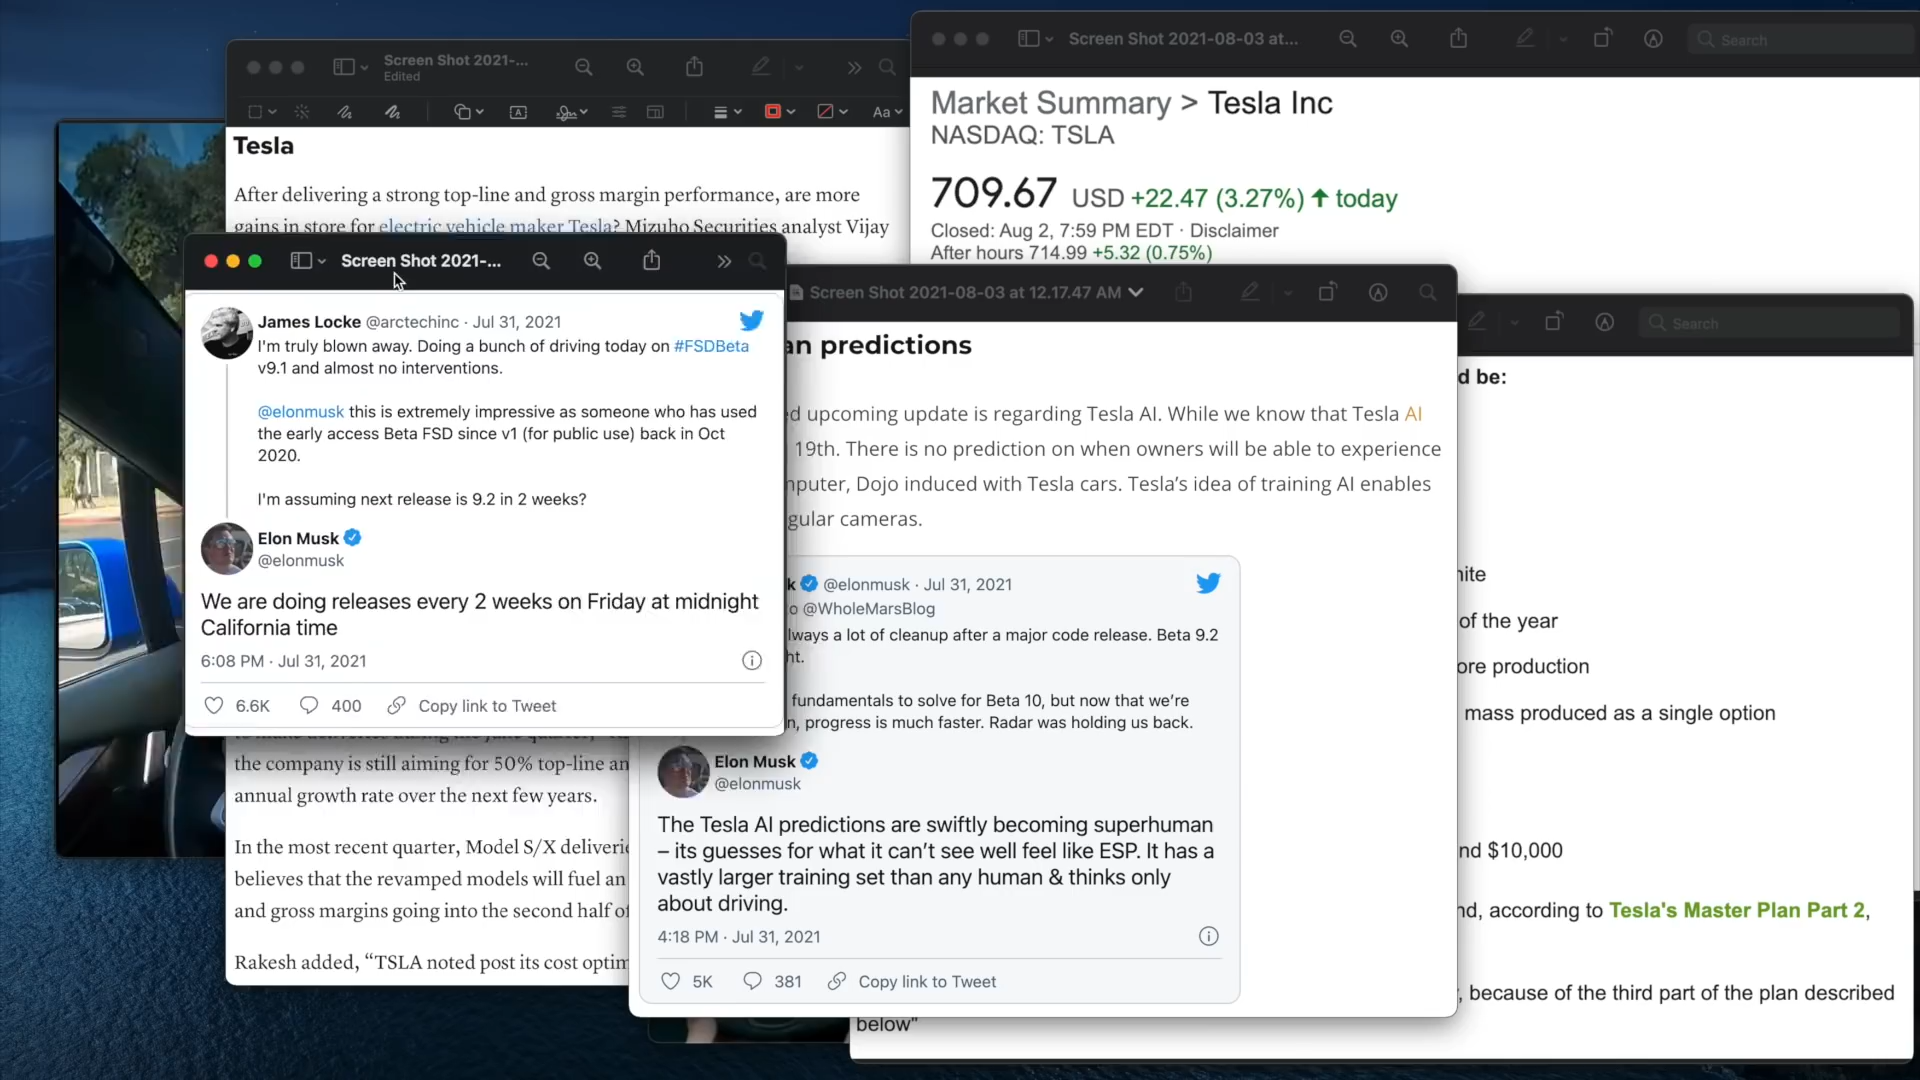 Screen Shot 2021-...
Edited
Aa
Tesla
After delivering a strong top-line and gross margin performance, are more
gains in store for electric vehicle maker Tesla? Mizuho Securities analyst Vijay
the company is still aiming for 50% top-line an
annual growth rate over the next few years.
In the most recent quarter, Model S/X deliverie
believes that the revamped models will fuel an
and gross margins going into the second half of
Rakesh added, “TSLA noted post its cost optim
Screen Shot 2021-08-03 at...
Search
Market Summary > Tesla Inc
NASDAQ: TSLA
709.67 USD +22.47 (3.27%) ↑ today
Closed: Aug 2, 7:59 PM EDT · Disclaimer
After hours 714.99 +5.32 (0.75%)
Screen Shot 2021-...
James Locke @arctechinc · Jul 31, 2021
I'm truly blown away. Doing a bunch of driving today on #FSDBeta
v9.1 and almost no interventions.
@elonmusk this is extremely impressive as someone who has used
the early access Beta FSD since v1 (for public use) back in Oct
2020.
I'm assuming next release is 9.2 in 2 weeks?
Elon Musk
@elonmusk
We are doing releases every 2 weeks on Friday at midnight
California time
6:08 PM · Jul 31, 2021
6.6K 400 Copy link to Tweet
Screen Shot 2021-08-03 at 12.17.47 AM
an predictions
ed upcoming update is regarding Tesla AI. While we know that Tesla AI
19th. There is no prediction on when owners will be able to experience
mputer, Dojo induced with Tesla cars. Tesla’s idea of training AI enables
gular cameras.
k @elonmusk · Jul 31, 2021
o @WholeMarsBlog
lways a lot of cleanup after a major code release. Beta 9.2
ht.
fundamentals to solve for Beta 10, but now that we’re
n, progress is much faster. Radar was holding us back.
Elon Musk
@elonmusk
The Tesla AI predictions are swiftly becoming superhuman
– its guesses for what it can’t see well feel like ESP. It has a
vastly larger training set than any human & thinks only
about driving.
4:18 PM · Jul 31, 2021
5K 381 Copy link to Tweet
Search
d be:
hite
of the year
ore production
mass produced as a single option
nd $10,000
nd, according to Tesla's Master Plan Part 2,
, because of the third part of the plan described
below"